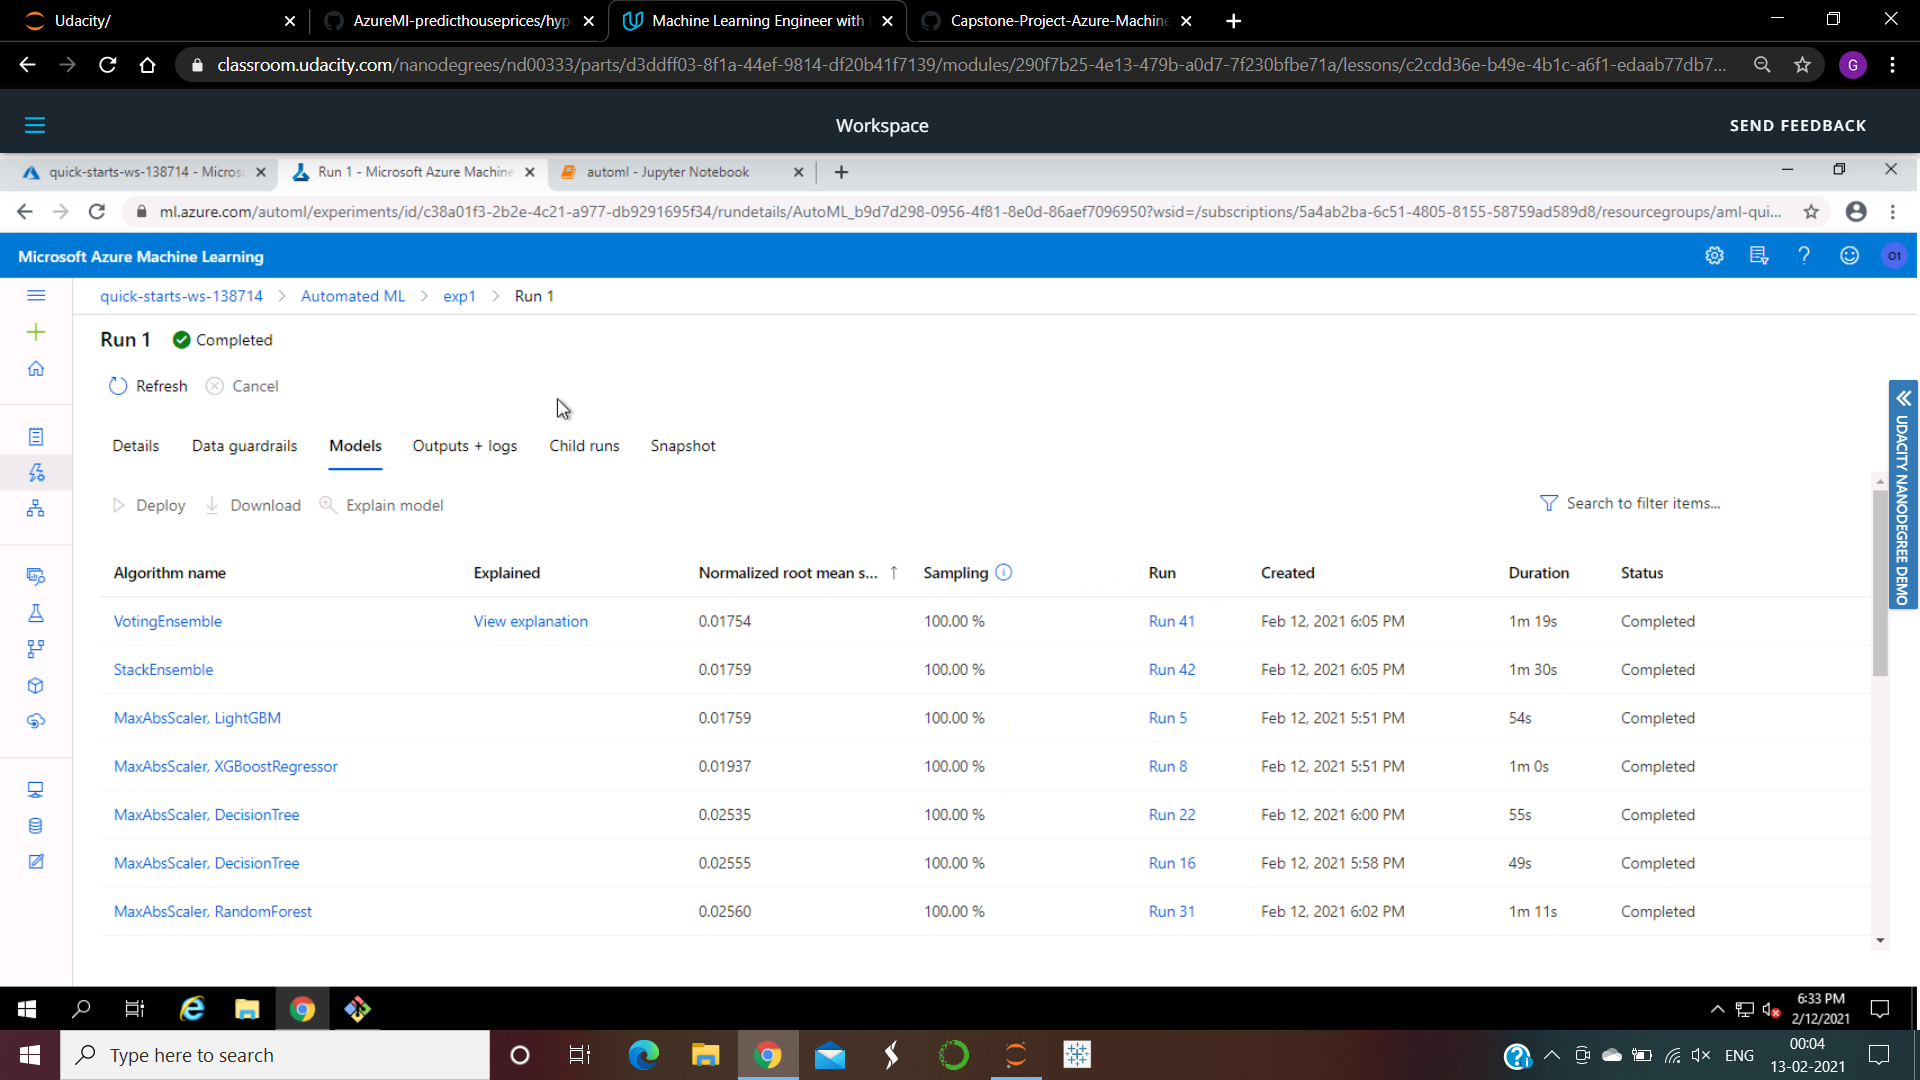 Udacity/
AzureMl-predicthouseprices/hyp
Machine Learning Engineer with
Capstone-Project-Azure-Machine
classroom.udacity.com/nanodegrees/nd00333/parts/d3ddff03-8f1a-44ef-9814-df20b41f7139/modules/290f7b25-4e13-479b-a0d7-7f230bfbe71a/lessons/c2cdd36e-b49e-4b1c-a6f1-edaab77db7...
G
Workspace
SEND FEEDBACK
quick-starts-ws-138714 - Micros
Run 1 - Microsoft Azure Machine
automl - Jupyter Notebook
ml.azure.com/automl/experiments/id/c38a01f3-2b2e-4c21-a977-db9291695f34/rundetails/AutoML_b9d7d298-0956-4f81-8e0d-86aef7096950?wsid=/subscriptions/5a4ab2ba-6c51-4805-8155-58759ad589d8/resourcegroups/aml-qui...
Microsoft Azure Machine Learning
O1
quick-starts-ws-138714 > Automated ML > exp1 > Run 1
Run 1 Completed
Refresh Cancel
Details Data guardrails Models Outputs + logs Child runs Snapshot
Deploy Download Explain model
Search to filter items...
UDACITY NANODEGREE DEMO
Algorithm name Explained Normalized root mean s... ↑ Sampling Run Created Duration Status
VotingEnsemble View explanation 0.01754 100.00 % Run 41 Feb 12, 2021 6:05 PM 1m 19s Completed
StackEnsemble 0.01759 100.00 % Run 42 Feb 12, 2021 6:05 PM 1m 30s Completed
MaxAbsScaler, LightGBM 0.01759 100.00 % Run 5 Feb 12, 2021 5:51 PM 54s Completed
MaxAbsScaler, XGBoostRegressor 0.01937 100.00 % Run 8 Feb 12, 2021 5:51 PM 1m 0s Completed
MaxAbsScaler, DecisionTree 0.02535 100.00 % Run 22 Feb 12, 2021 6:00 PM 55s Completed
MaxAbsScaler, DecisionTree 0.02555 100.00 % Run 16 Feb 12, 2021 5:58 PM 49s Completed
MaxAbsScaler, RandomForest 0.02560 100.00 % Run 31 Feb 12, 2021 6:02 PM 1m 11s Completed
6:33 PM
2/12/2021
Type here to search
ENG
00:04
13-02-2021